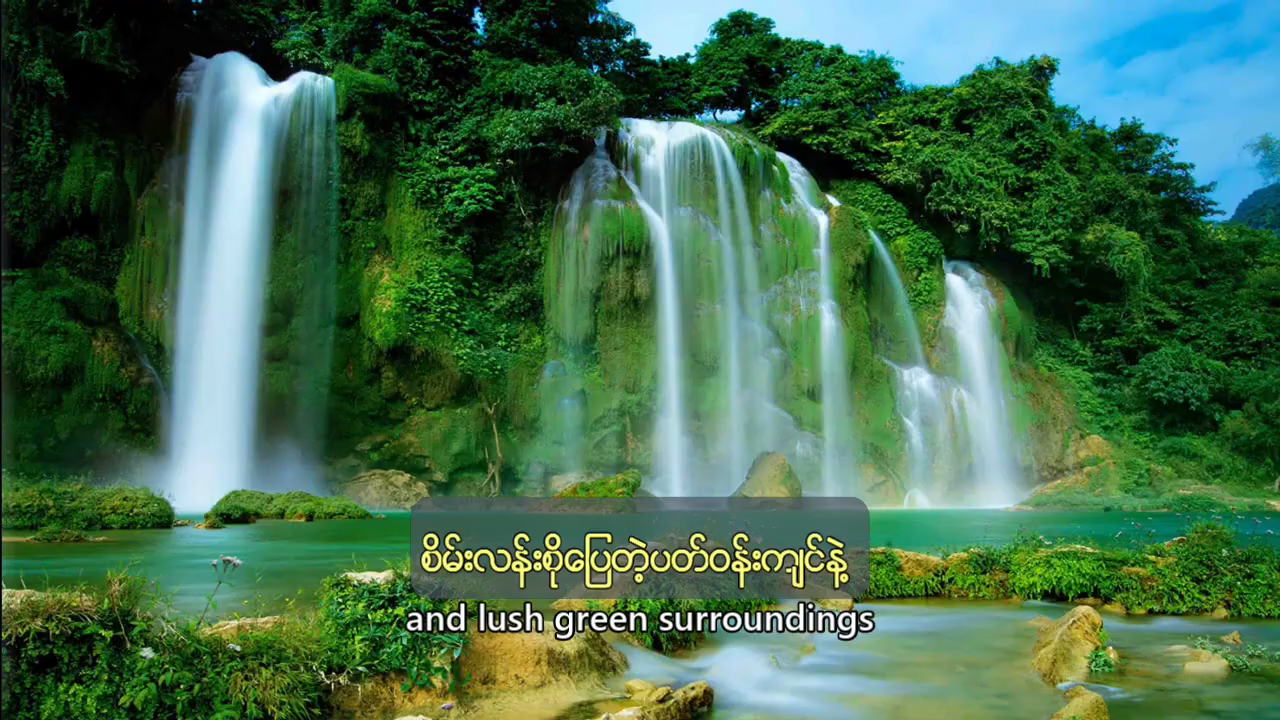 စိမ်းလန်းစိုပြေတဲ့ပတ်ဝန်းကျင်နဲ့
and lush green surroundings